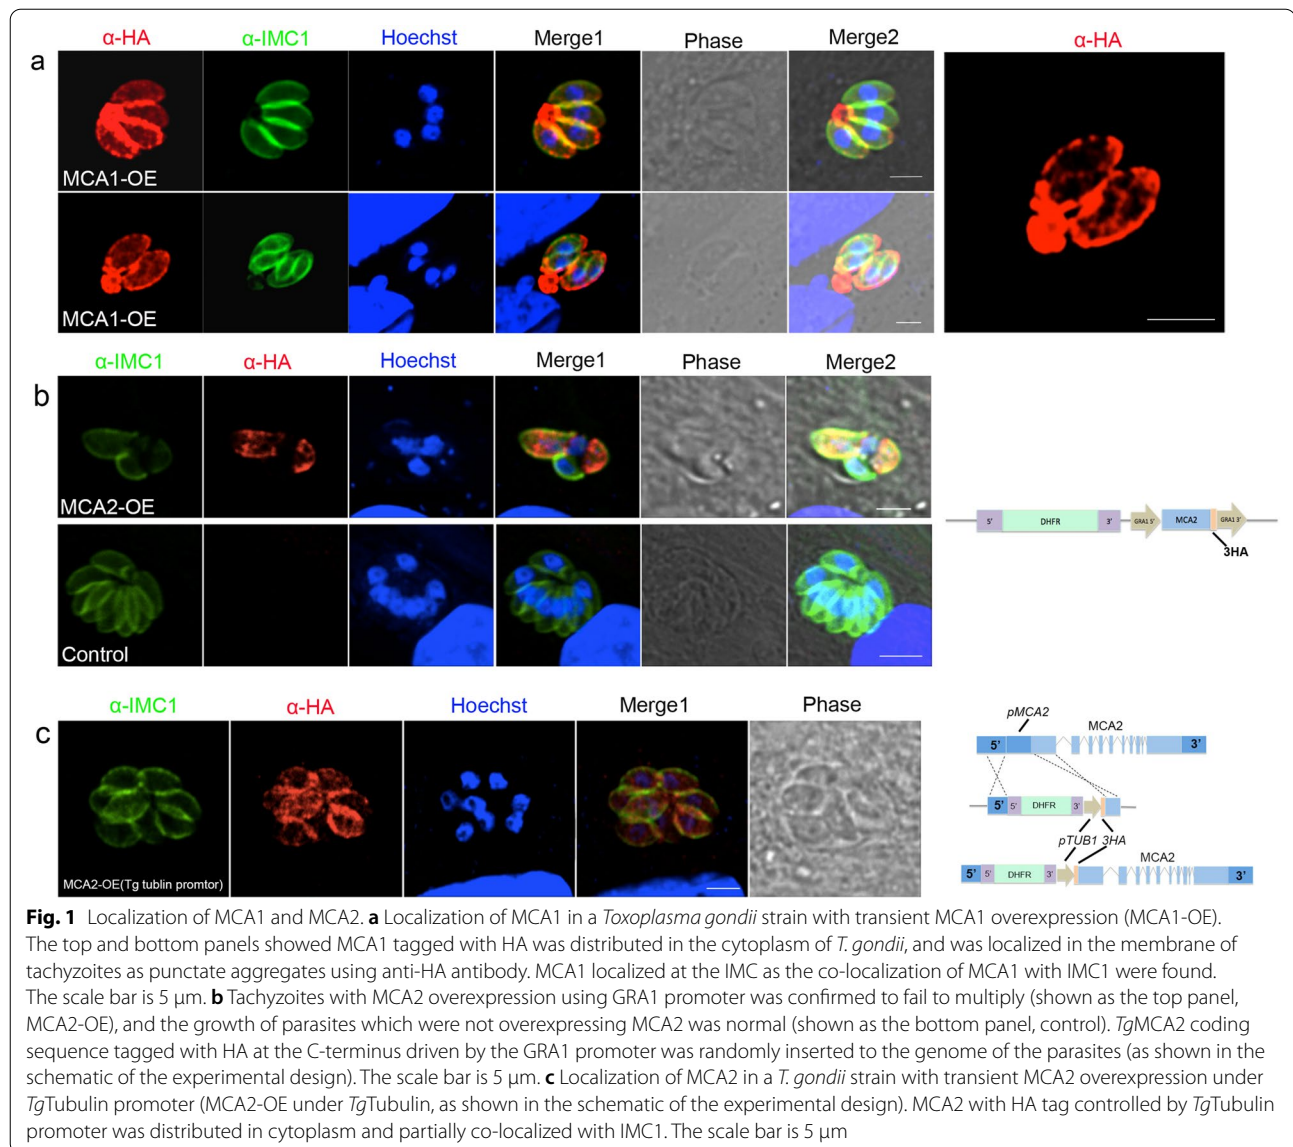 α-HA α-IMC1 Hoechst Merge1 Phase Merge2 α-HA
a
MCA1-OE
MCA1-OE
α-IMC1 α-HA Hoechst Merge1 Phase Merge2
b
MCA2-OE
5' DHFR 3' GRA1 5' MCA2 GRA1 3'
3HA
Control
α-IMC1 α-HA Hoechst Merge1 Phase
c
MCA2-OE(Tg tublin promtor)
pMCA2 MCA2
5' 3'
5' 5' DHFR 3'
pTUB1 3HA
MCA2
5' 5' DHFR 3' 3'
Fig. 1 Localization of MCA1 and MCA2. a Localization of MCA1 in a Toxoplasma gondii strain with transient MCA1 overexpression (MCA1-OE).
The top and bottom panels showed MCA1 tagged with HA was distributed in the cytoplasm of T. gondii, and was localized in the membrane of
tachyzoites as punctate aggregates using anti-HA antibody. MCA1 localized at the IMC as the co-localization of MCA1 with IMC1 were found.
The scale bar is 5 μm. b Tachyzoites with MCA2 overexpression using GRA1 promoter was confirmed to fail to multiply (shown as the top panel,
MCA2-OE), and the growth of parasites which were not overexpressing MCA2 was normal (shown as the bottom panel, control). TgMCA2 coding
sequence tagged with HA at the C-terminus driven by the GRA1 promoter was randomly inserted to the genome of the parasites (as shown in the
schematic of the experimental design). The scale bar is 5 μm. c Localization of MCA2 in a T. gondii strain with transient MCA2 overexpression under
TgTubulin promoter (MCA2-OE under TgTubulin, as shown in the schematic of the experimental design). MCA2 with HA tag controlled by TgTubulin
promoter was distributed in cytoplasm and partially co-localized with IMC1. The scale bar is 5 μm